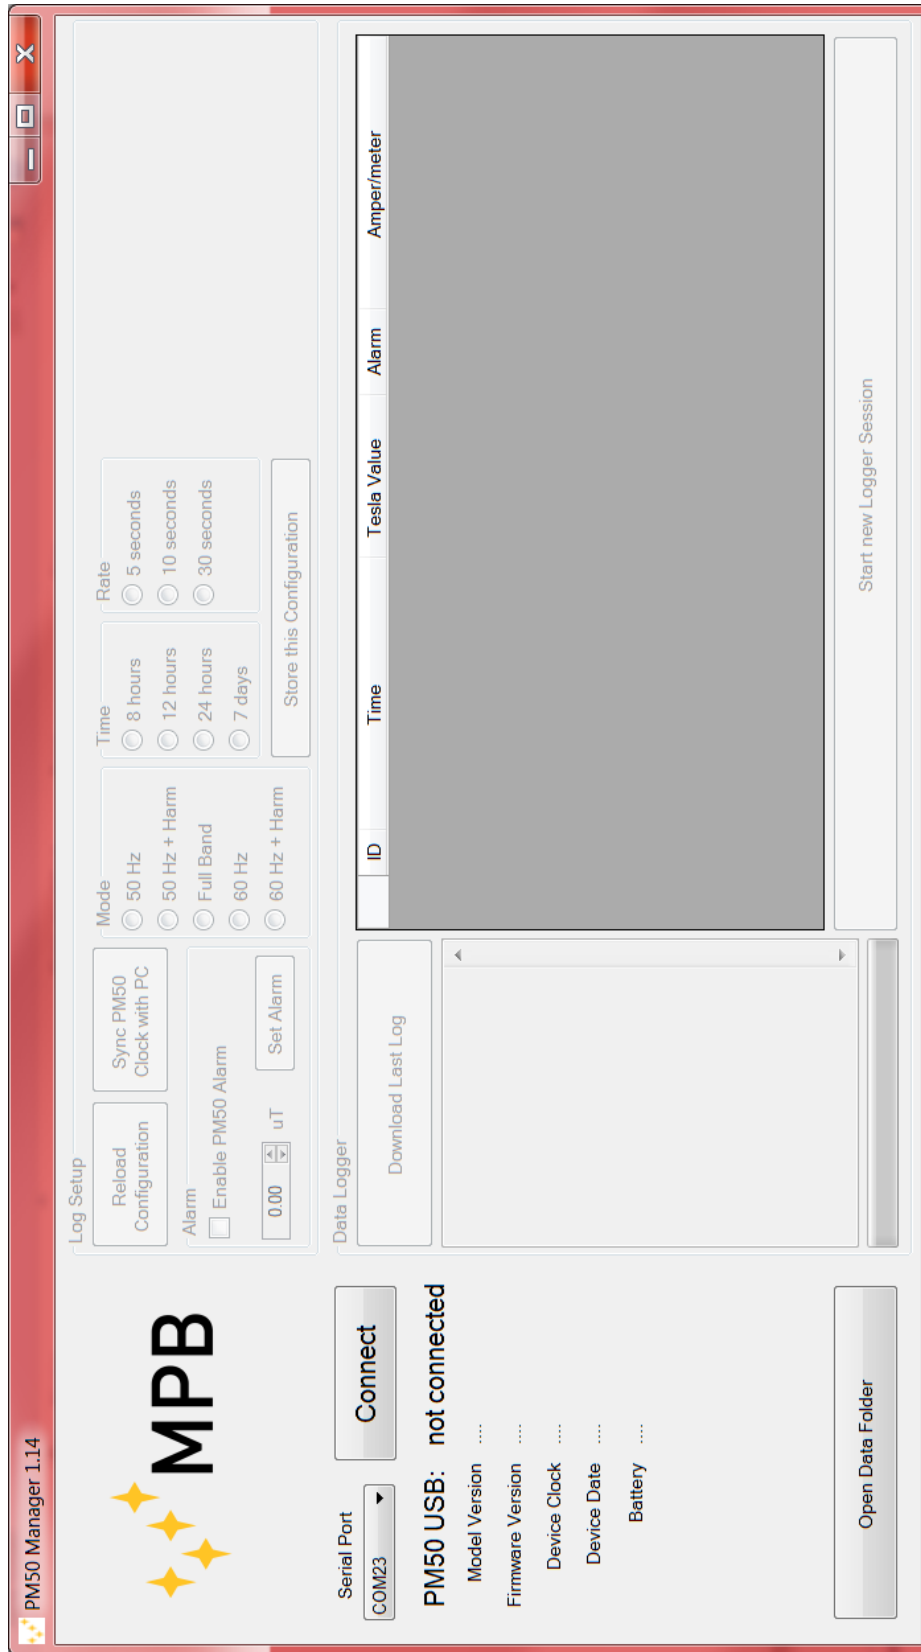 PM50 Manager 1.14
MPB
Serial Port
COM23
Connect
PM50 USB: not connected
Model Version ....
Firmware Version ....
Device Clock ....
Device Date ....
Battery ....
Open Data Folder
Log Setup
Reload
Configuration
Sync PM50
Clock with PC
Alarm
Enable PM50 Alarm
0.00 uT
Set Alarm
Mode
50 Hz
50 Hz + Harm
Full Band
60 Hz
60 Hz + Harm
Time
8 hours
12 hours
24 hours
7 days
Rate
5 seconds
10 seconds
30 seconds
Store this Configuration
Data Logger
Download Last Log
ID Time Tesla Value Alarm Amper/meter
Start new Logger Session